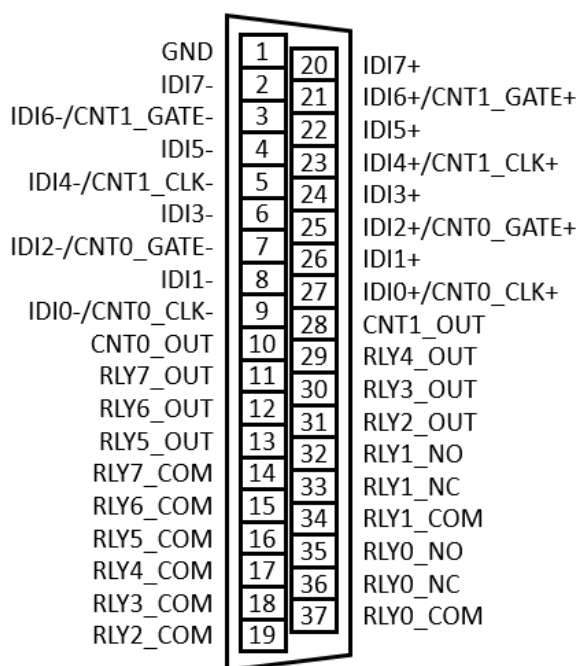 GND 1
20 IDI7+
IDI7- 2
21 IDI6+/CNT1_GATE+
IDI6-/CNT1_GATE- 3
22 IDI5+
IDI5- 4
23 IDI4+/CNT1_CLK+
IDI4-/CNT1_CLK- 5
24 IDI3+
IDI3- 6
25 IDI2+/CNT0_GATE+
IDI2-/CNT0_GATE- 7
26 IDI1+
IDI1- 8
27 IDI0+/CNT0_CLK+
IDI0-/CNT0_CLK- 9
28 CNT1_OUT
CNT0_OUT 10
29 RLY4_OUT
RLY7_OUT 11
30 RLY3_OUT
RLY6_OUT 12
31 RLY2_OUT
RLY5_OUT 13
32 RLY1_NO
RLY7_COM 14
33 RLY1_NC
RLY6_COM 15
34 RLY1_COM
RLY5_COM 16
35 RLY0_NO
RLY4_COM 17
36 RLY0_NC
RLY3_COM 18
37 RLY0_COM
RLY2_COM 19